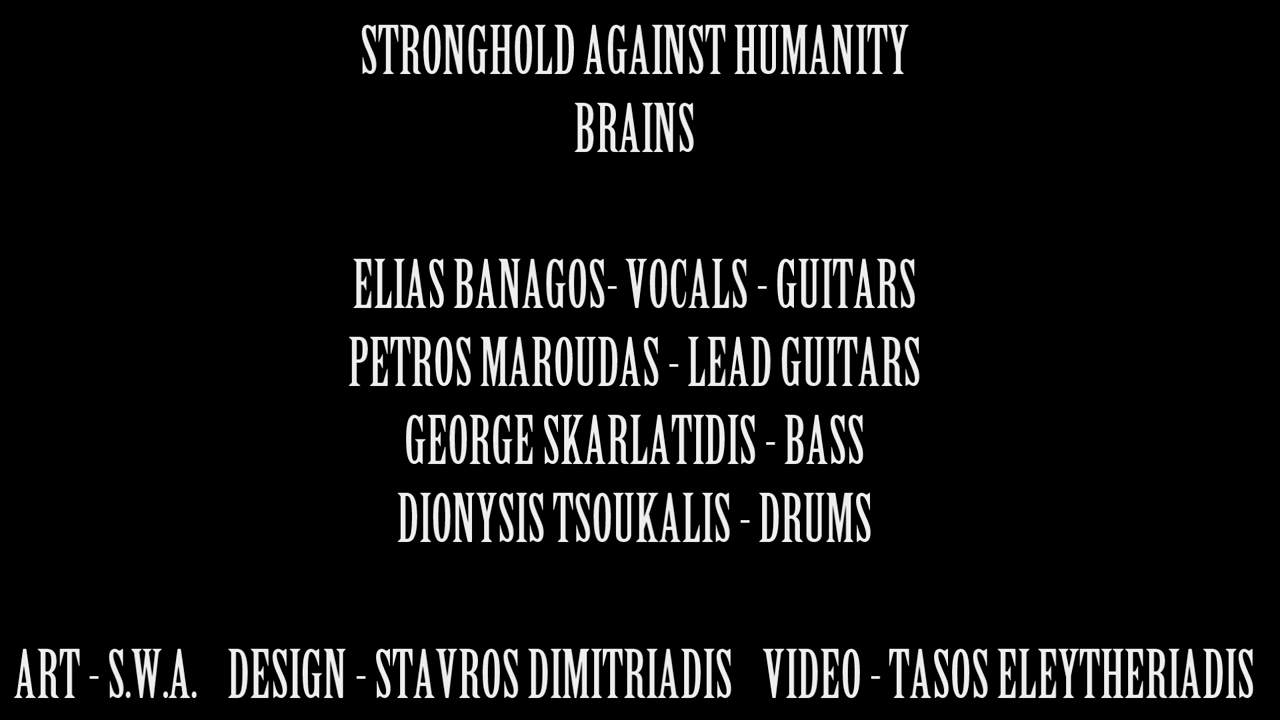 STRONGHOLD AGAINST HUMANITY
BRAINS
ELIAS BANAGOS- VOCALS - GUITARS
PETROS MAROUDAS - LEAD GUITARS
GEORGE SKARLATIDIS - BASS
DIONYSIS TSOUKALIS - DRUMS
ART - S.W.A. DESIGN - STAVROS DIMITRIADIS VIDEO - TASOS ELEYTHERIADIS